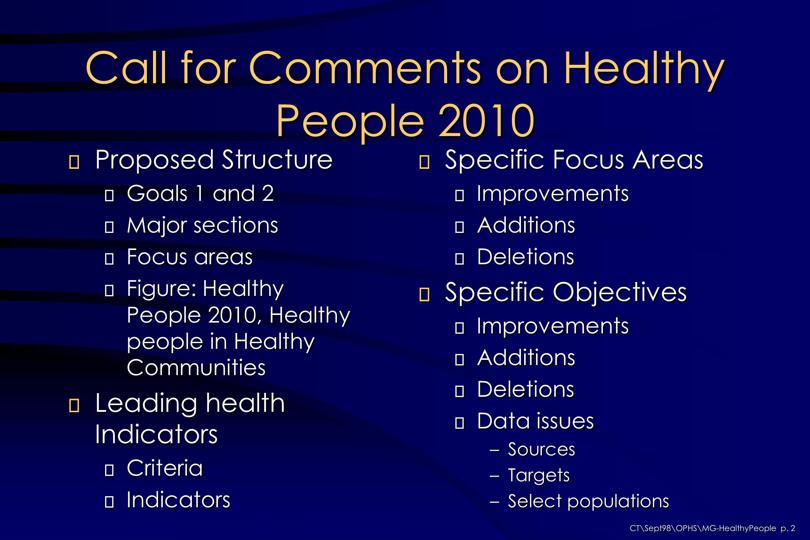 Call for Comments on Healthy
People 2010
Proposed Structure
Goals 1 and 2
Major sections
Focus areas
Figure: Healthy
People 2010, Healthy
people in Healthy
Communities
Leading health
Indicators
Criteria
Indicators
Specific Focus Areas
Improvements
Additions
Deletions
Specific Objectives
Improvements
Additions
Deletions
Data issues
– Sources
– Targets
– Select populations
CT\Sept98\OPHS\MG-HealthyPeople p. 2